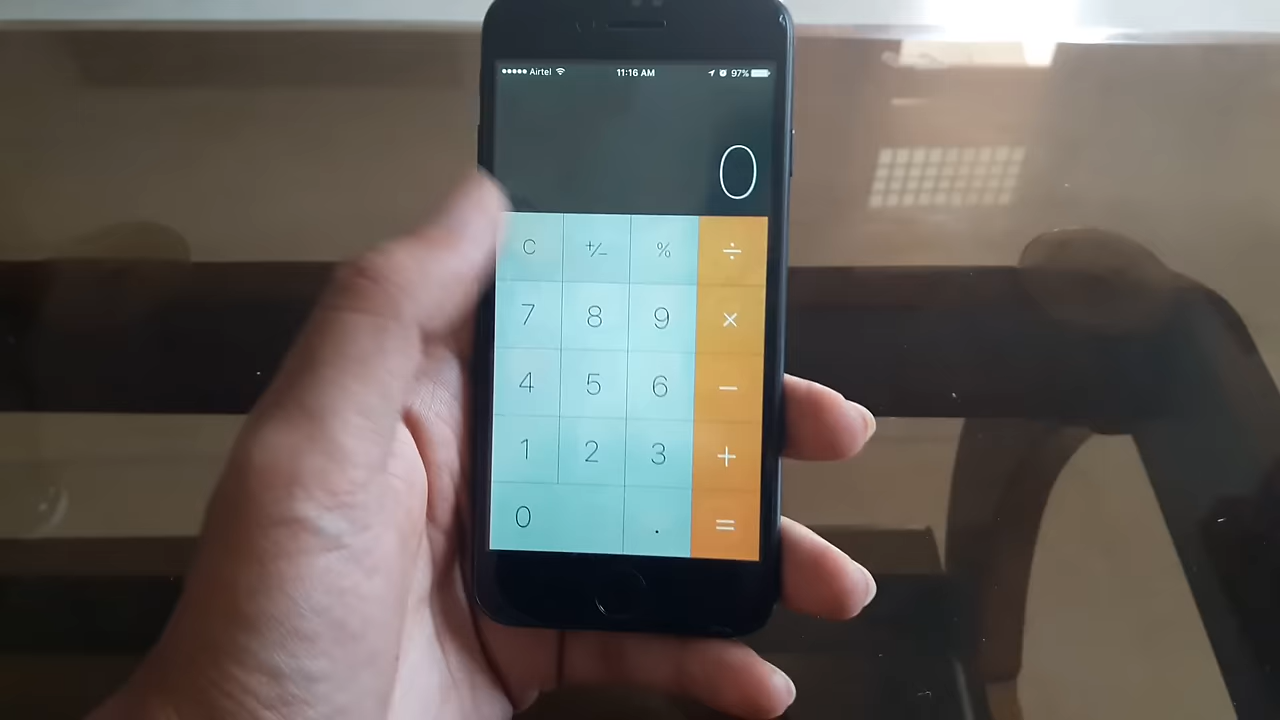 ●●●●● Airtel 11:16 AM 97%
0
C +/− % ÷
7 8 9 ×
4 5 6 −
1 2 3 +
0 . =